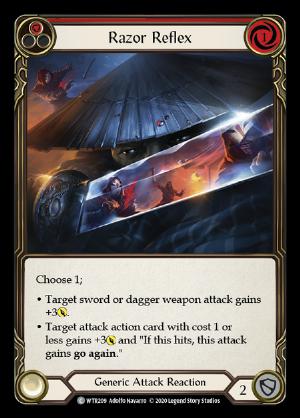 Razor Reflex
1
Choose 1;
• Target sword or dagger weapon attack gains
+3.
• Target attack action card with cost 1 or
less gains +3 and "If this hits, this attack
gains go again."
Generic Attack Reaction
2
C WTR209 Adolfo Navarro © 2020 Legend Story Studios